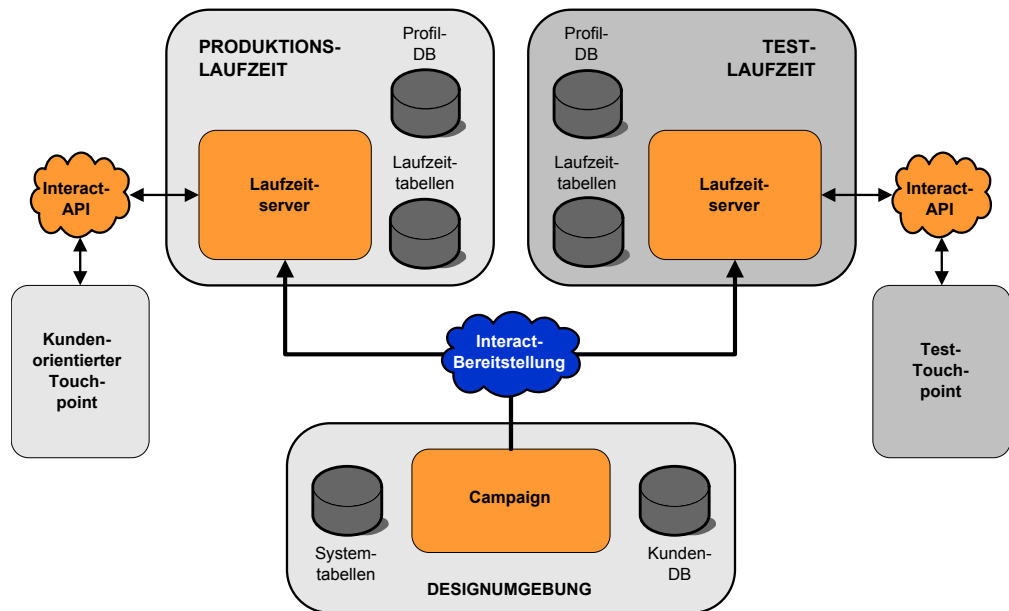 PRODUKTIONS-
LAUFZEIT
Profil-
DB
Laufzeit-
server
Laufzeit-
tabellen
Profil-
DB
TEST-
LAUFZEIT
Laufzeit-
tabellen
Laufzeit-
server
Interact-
API
Interact-
API
Kunden-
orientierter
Touch-
point
Interact-
Bereitstellung
Test-
Touch-
point
Campaign
System-
tabellen
Kunden-
DB
DESIGNUMGEBUNG